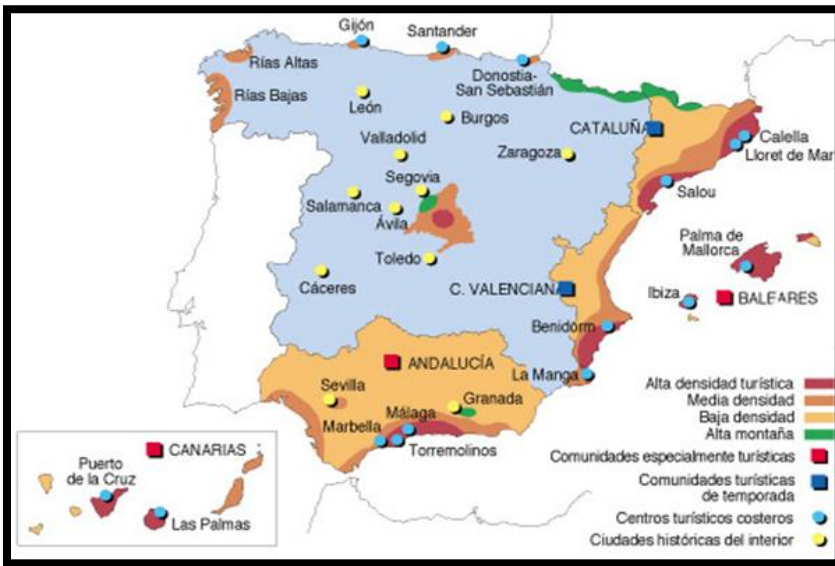 Gijón
Santander
Rías Altas
Donostia-
San Sebastián
Rías Bajas
León
Burgos
CATALUÑA
Calella
Lloret de Mar
Valladolid
Zaragoza
Segovia
Salou
Salamanca
Ávila
Palma de
Mallorca
Toledo
Cáceres
C. VALENCIANA
Ibiza
BALEARES
Benidorm
ANDALUCÍA
La Manga
Sevilla
Granada
Málaga
Marbella
Torremolinos
Alta densidad turística
Media densidad
Baja densidad
Alta montaña
Comunidades especialmente turísticas
Comunidades turísticas
de temporada
Centros turísticos costeros
Ciudades históricas del interior
CANARIAS
Puerto
de la Cruz
Las Palmas